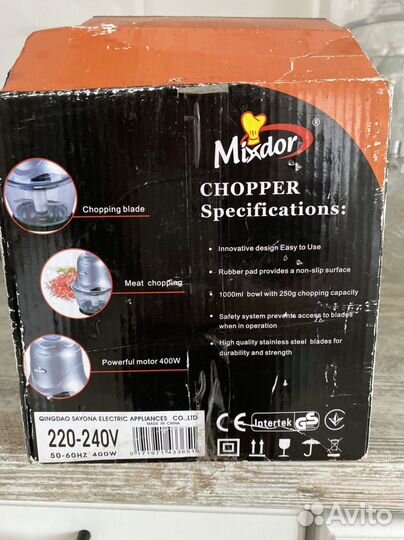 Mixdor®
CHOPPER
Specifications:
Chopping blade
Meat chopping
Powerful motor 400W
• Innovative design Easy to Use
• Rubber pad provides a non-slip surface
• 1000ml bowl with 250g chopping capacity
• Safety system prevents access to blades
when in operation
• High quality stainless steel blades for
durability and strength
QINGDAO SAYONA ELECTRIC APPLIANCES CO.,LTD
MADE IN CHINA
220-240V
50-60HZ 400W
CE Intertek GS
Avito